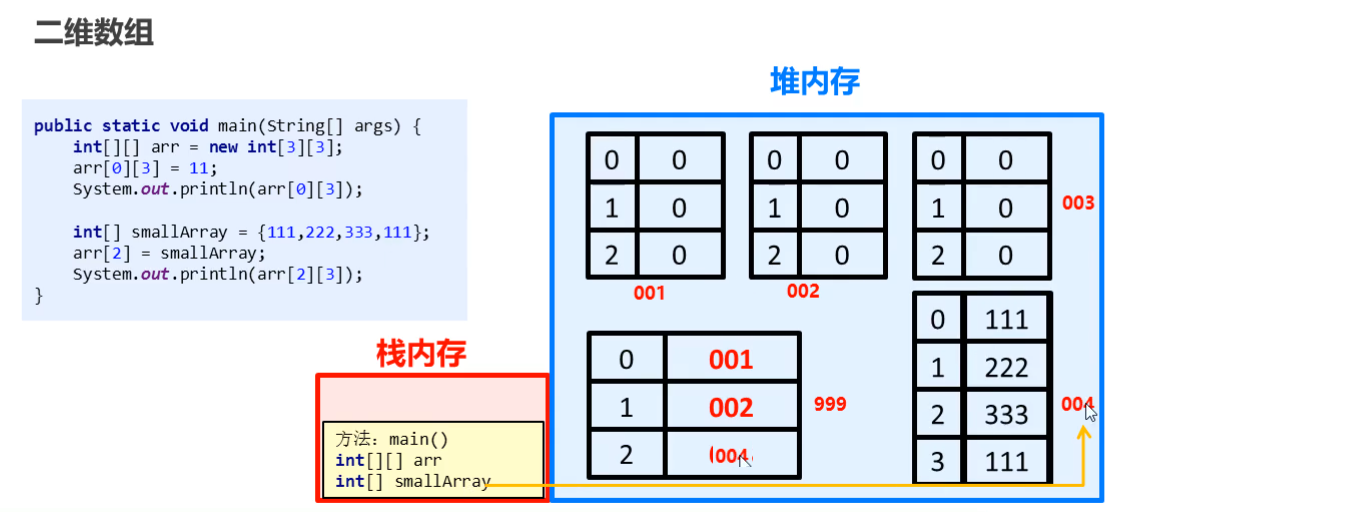 二维数组
public static void main(String[] args) {
int[][] arr = new int[3][3];
arr[0][3] = 11;
System.out.println(arr[0][3]);
int[] smallArray = {111,222,333,111};
arr[2] = smallArray;
System.out.println(arr[2][3]);
}
堆内存
0 0
1 0
2 0
001
0 0
1 0
2 0
002
0 0
1 0
2 0
003
0 001
1 002
2 004
999
0 111
1 222
2 333
3 111
004
栈内存
方法: main()
int[][] arr
int[] smallArray